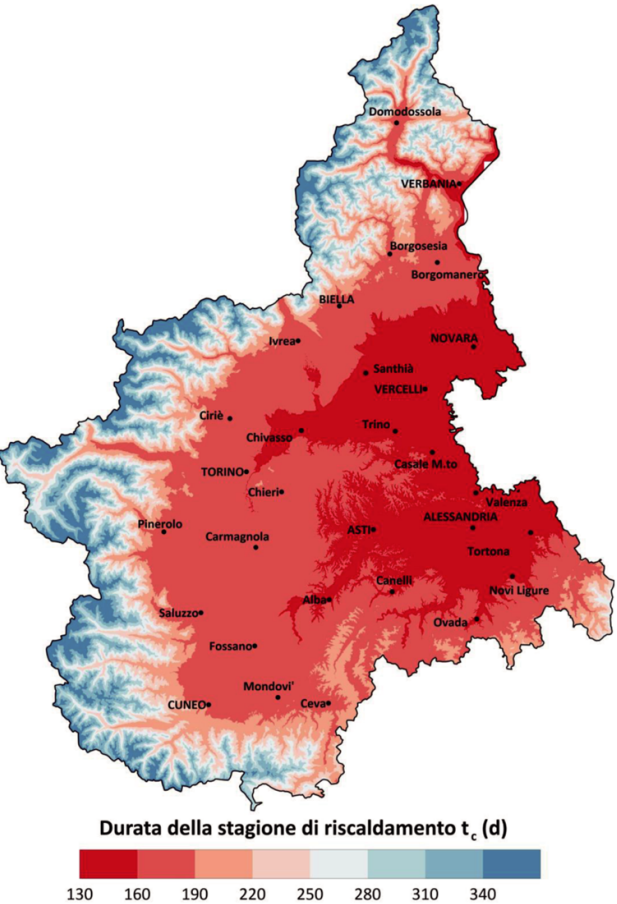 Domodossola
VERBANIA
Borgosesia
Borgomanero
BIELLA
NOVARA
Ivrea
Santhià
VERCELLI
Ciriè
Trino
Chivasso
Casale M.to
TORINO
Chieri
Valenza
ALESSANDRIA
Pinerolo
ASTI
Carmagnola
Tortona
Canelli
Novi Ligure
Alba
Saluzzo
Ovada
Fossano
Mondovi'
CUNEO
Ceva
Durata della stagione di riscaldamento tc (d)
130 160 190 220 250 280 310 340